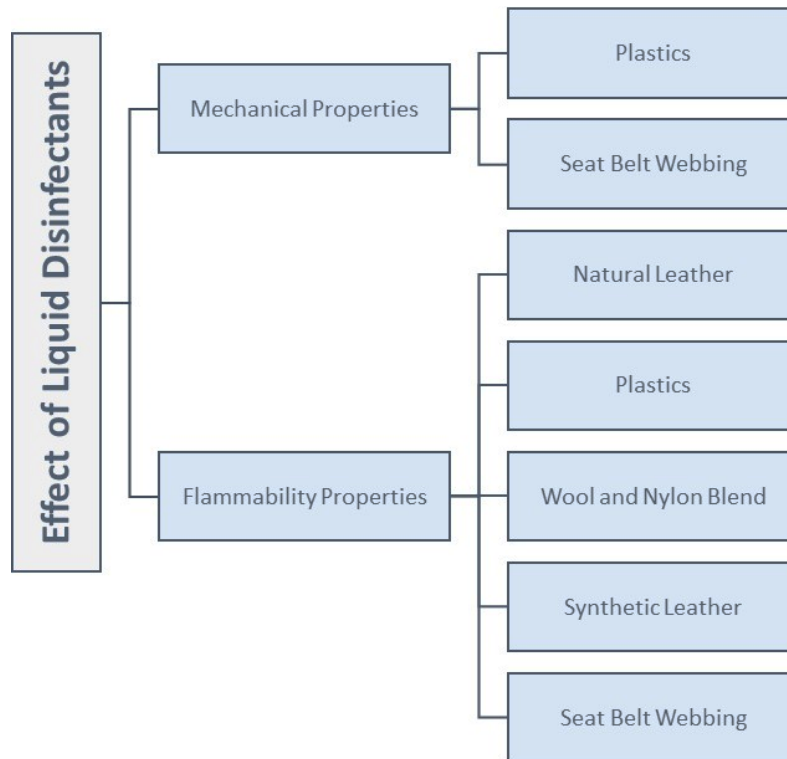 Effect of Liquid Disinfectants
Mechanical Properties
Plastics
Seat Belt Webbing
Flammability Properties
Natural Leather
Plastics
Wool and Nylon Blend
Synthetic Leather
Seat Belt Webbing